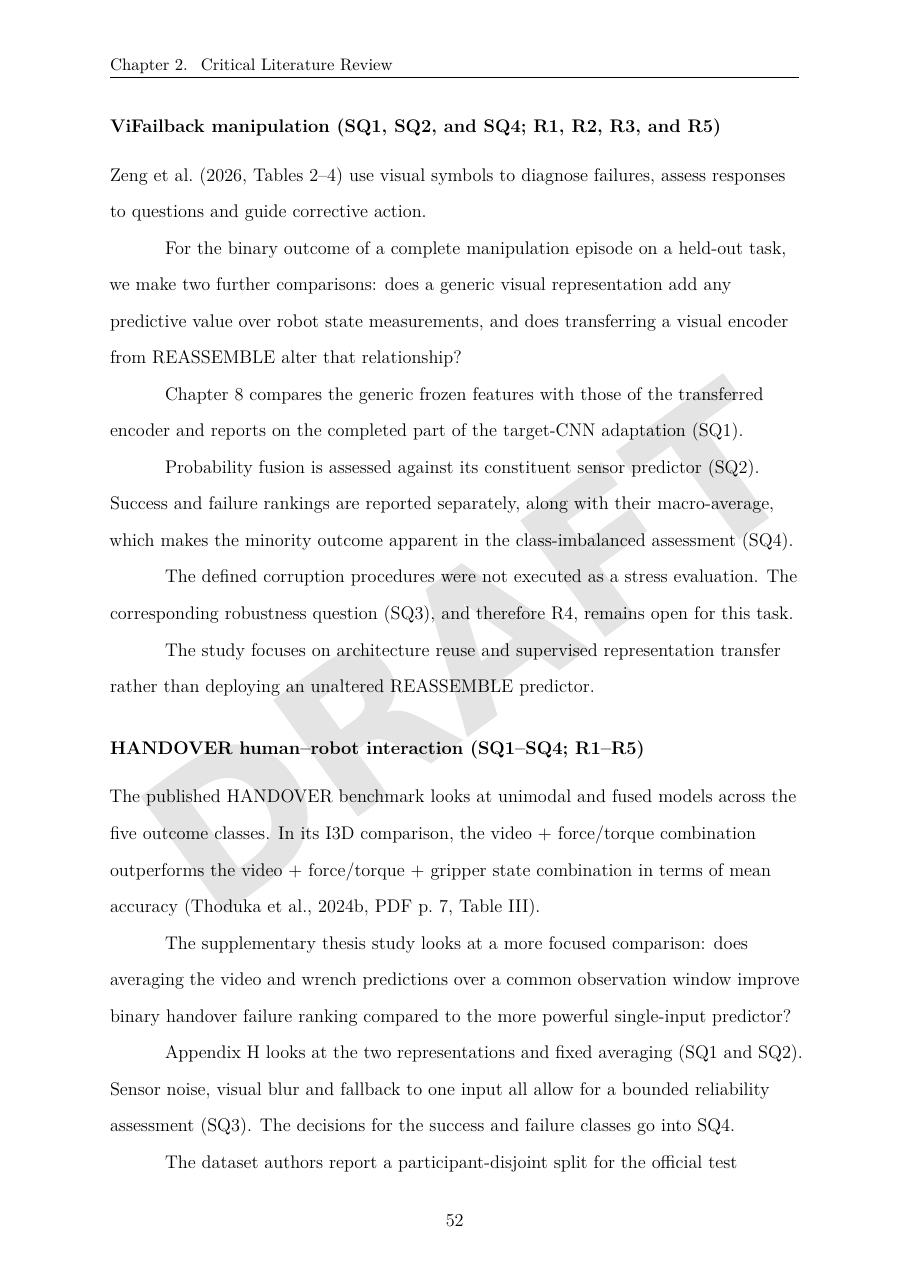 Chapter 2. Critical Literature Review
ViFailback manipulation (SQ1, SQ2, and SQ4; R1, R2, R3, and R5)
Zeng et al. (2026, Tables 2–4) use visual symbols to diagnose failures, assess responses
to questions and guide corrective action.
For the binary outcome of a complete manipulation episode on a held-out task,
we make two further comparisons: does a generic visual representation add any
predictive value over robot state measurements, and does transferring a visual encoder
from REASSEMBLE alter that relationship?
Chapter 8 compares the generic frozen features with those of the transferred
encoder and reports on the completed part of the target-CNN adaptation (SQ1).
Probability fusion is assessed against its constituent sensor predictor (SQ2).
Success and failure rankings are reported separately, along with their macro-average,
which makes the minority outcome apparent in the class-imbalanced assessment (SQ4).
The defined corruption procedures were not executed as a stress evaluation. The
corresponding robustness question (SQ3), and therefore R4, remains open for this task.
The study focuses on architecture reuse and supervised representation transfer
rather than deploying an unaltered REASSEMBLE predictor.
HANDOVER human–robot interaction (SQ1–SQ4; R1–R5)
The published HANDOVER benchmark looks at unimodal and fused models across the
five outcome classes. In its I3D comparison, the video + force/torque combination
outperforms the video + force/torque + gripper state combination in terms of mean
accuracy (Thoduka et al., 2024b, PDF p. 7, Table III).
The supplementary thesis study looks at a more focused comparison: does
averaging the video and wrench predictions over a common observation window improve
binary handover failure ranking compared to the more powerful single-input predictor?
Appendix H looks at the two representations and fixed averaging (SQ1 and SQ2).
Sensor noise, visual blur and fallback to one input all allow for a bounded reliability
assessment (SQ3). The decisions for the success and failure classes go into SQ4.
The dataset authors report a participant-disjoint split for the official test
52
DRAFT